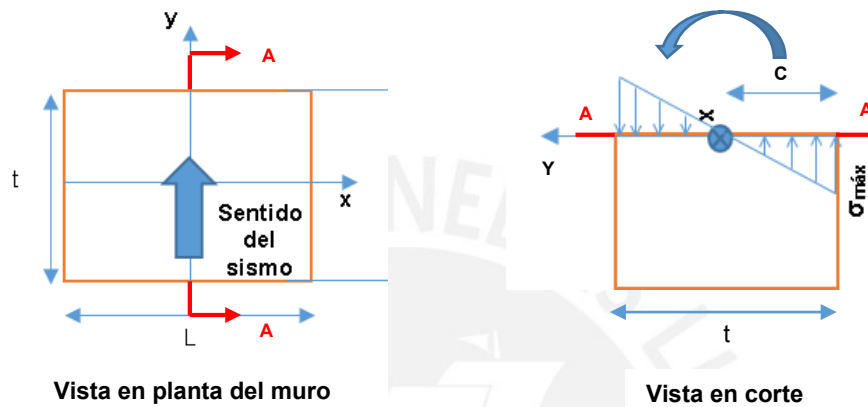 y
A
t
x
Sentido
del
sismo
A
L
Vista en planta del muro
C
A
X
A
Y
σmáx
t
Vista en corte